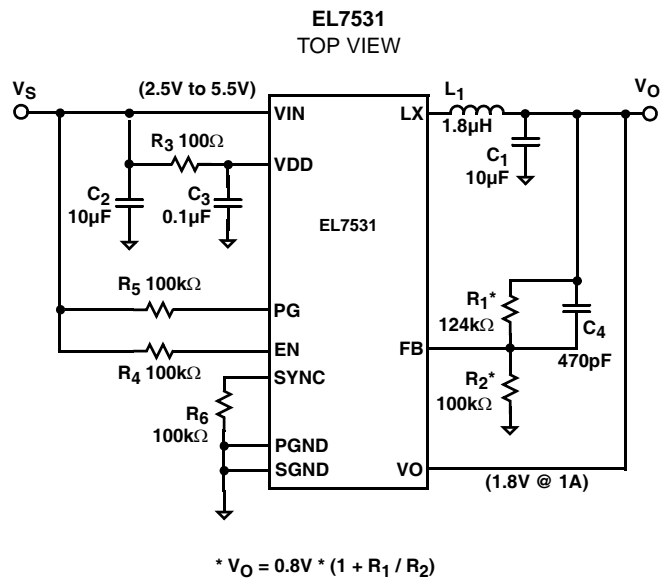 EL7531
TOP VIEW
VS
(2.5V to 5.5V)
VIN
LX
L1
1.8µH
VO
R3 100Ω
VDD
C1
10µF
C2
10µF
C3
0.1µF
EL7531
R5 100kΩ
PG
R1*
124kΩ
C4
470pF
EN
FB
R4 100kΩ
SYNC
R2*
100kΩ
R6
100kΩ
PGND
SGND
VO
(1.8V @ 1A)
* VO = 0.8V * (1 + R1 / R2)